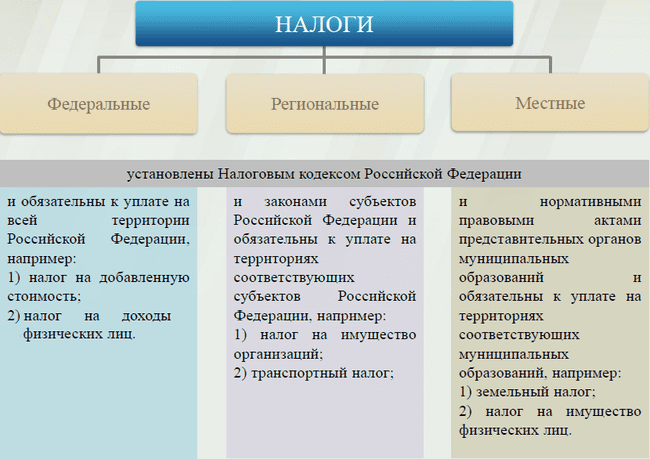 НАЛОГИ
Федеральные
Региональные
Местные
установлены Налоговым кодексом Российской Федерации
и обязательны к уплате на
всей территории
Российской Федерации,
например:
1) налог на добавленную
стоимость;
2) налог на доходы
физических лиц.
и законами субъектов
Российской Федерации и
обязательны к уплате на
территориях
соответствующих
субъектов Российской
Федерации, например:
1) налог на имущество
организаций;
2) транспортный налог;
и нормативными
правовыми актами
представительных органов
муниципальных
образований и
обязательны к уплате на
территориях
соответствующих
муниципальных
образований, например:
1) земельный налог;
2) налог на имущество
физических лиц.